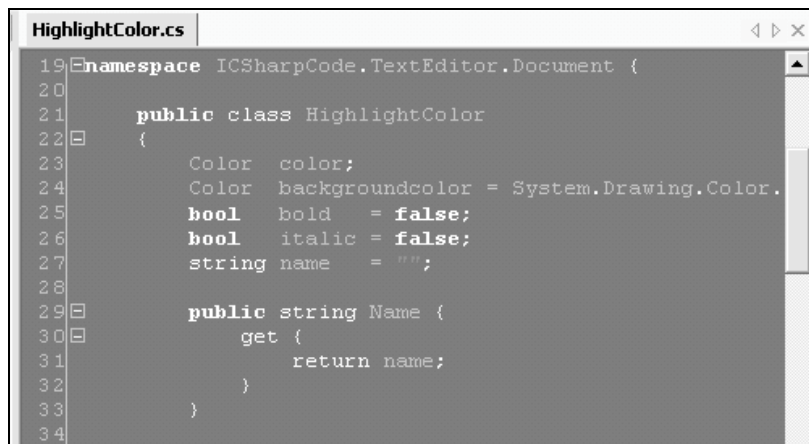 HighlightColor.cs
19 namespace ICSharpCode.TextEditor.Document {
20
21     public class HighlightColor
22     {
23         Color  color;
24         Color  backgroundcolor = System.Drawing.Color.
25         bool   bold   = false;
26         bool   italic = false;
27         string name   = "";
28
29         public string Name {
30             get {
31                 return name;
32             }
33         }
34